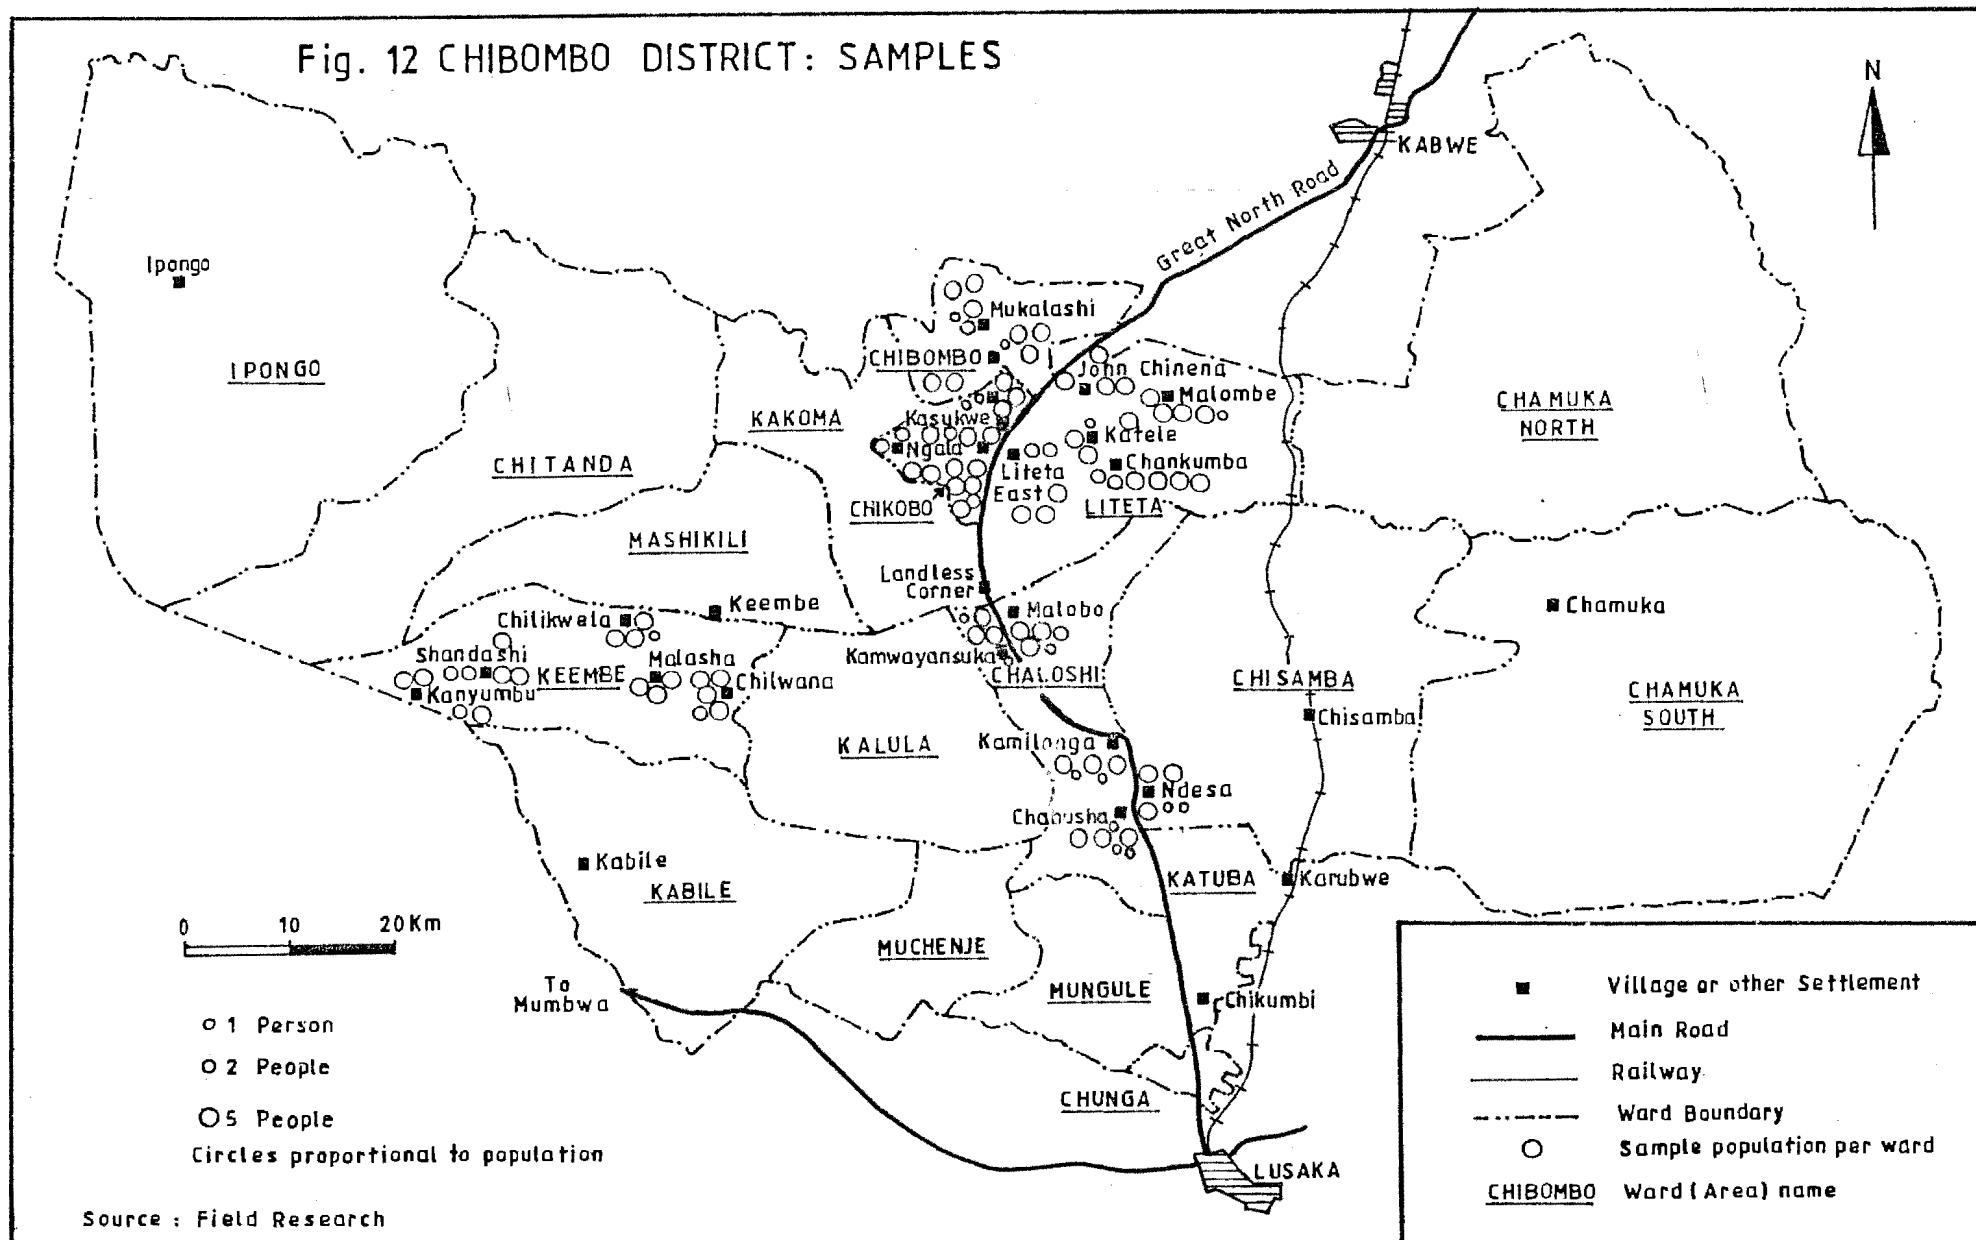 Fig. 12 CHIBOMBO DISTRICT: SAMPLES
N
KABWE
Great North Road
Ipongo
IPONGO
Mukalashi
CHIBOMBO
John Chinena
Malombe
KAKOMA
Kasukwe
CHAMUKA
NORTH
Katele
Ngala
CHITANDA
Liteta
East
Chankumba
CHIKOBO
LITETA
MASHIKILI
Landless
Corner
Keembe
Malobo
Chamuka
Chilikwela
Shandashi
KEEMBE
Malasha
Kamwayansuka
Kanyumbu
Chilwana
CHALOSHI
CHISAMBA
CHAMUKA
SOUTH
Chisamba
KALULA
Kamilonga
Ndesa
Chabusha
Kabile
KABILE
KATUBA
Karubwe
0 10 20 Km
MUCHENJE
To
Mumbwa
MUNGULE
Chikumbi
CHUNGA
LUSAKA
1 Person
2 People
5 People
Circles proportional to population
Source : Field Research
Village or other Settlement
Main Road
Railway
Ward Boundary
Sample population per ward
CHIBOMBO Ward (Area) name